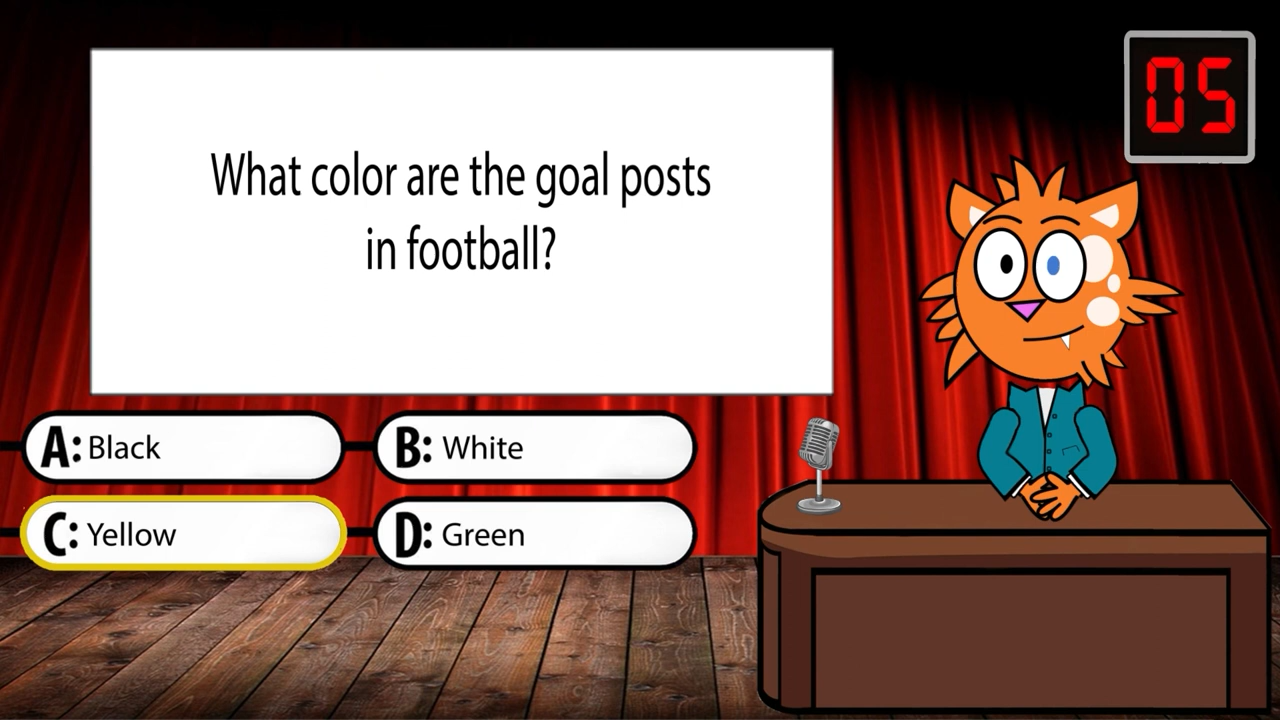 05
What color are the goal posts
in football?
A: Black
B: White
C: Yellow
D: Green